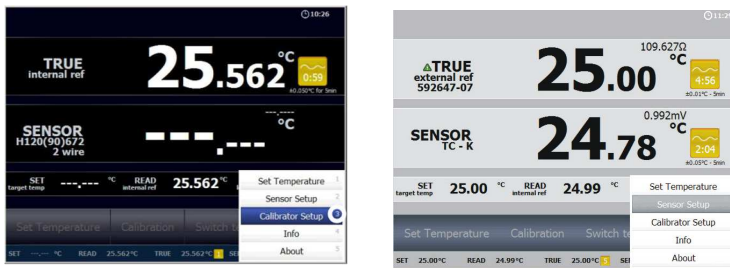 10:26
TRUE
internal ref
25.562 °C
0:59
±0.050°C for 5min
SENSOR
H120(90)672
2 wire
---.---- 
---.--- °C
SET
target temp
---.--- °C
READ
internal ref
25.562 °C
Set Temperature 1
Sensor Setup 2
Calibrator Setup 3
Info 4
About 5
Set Temperature Calibration Switch t
SET ---.--- °C READ 25.562°C TRUE 25.562°C 1 SE
11:29
109.627Ω
TRUE
external ref
592647-07
25.00 °C
4:56
±0.01°C - 5min
0.992mV
SENSOR
TC - K
24.78 °C
2:04
±0.05°C - 5min
SET
target temp
25.00 °C
READ
internal ref
24.99 °C
Set Temperature
Sensor Setup
Calibrator Setup
Info
About
Set Temperature Calibration Switch te
SET 25.00°C READ 24.99°C TRUE 25.00°C 5 SE